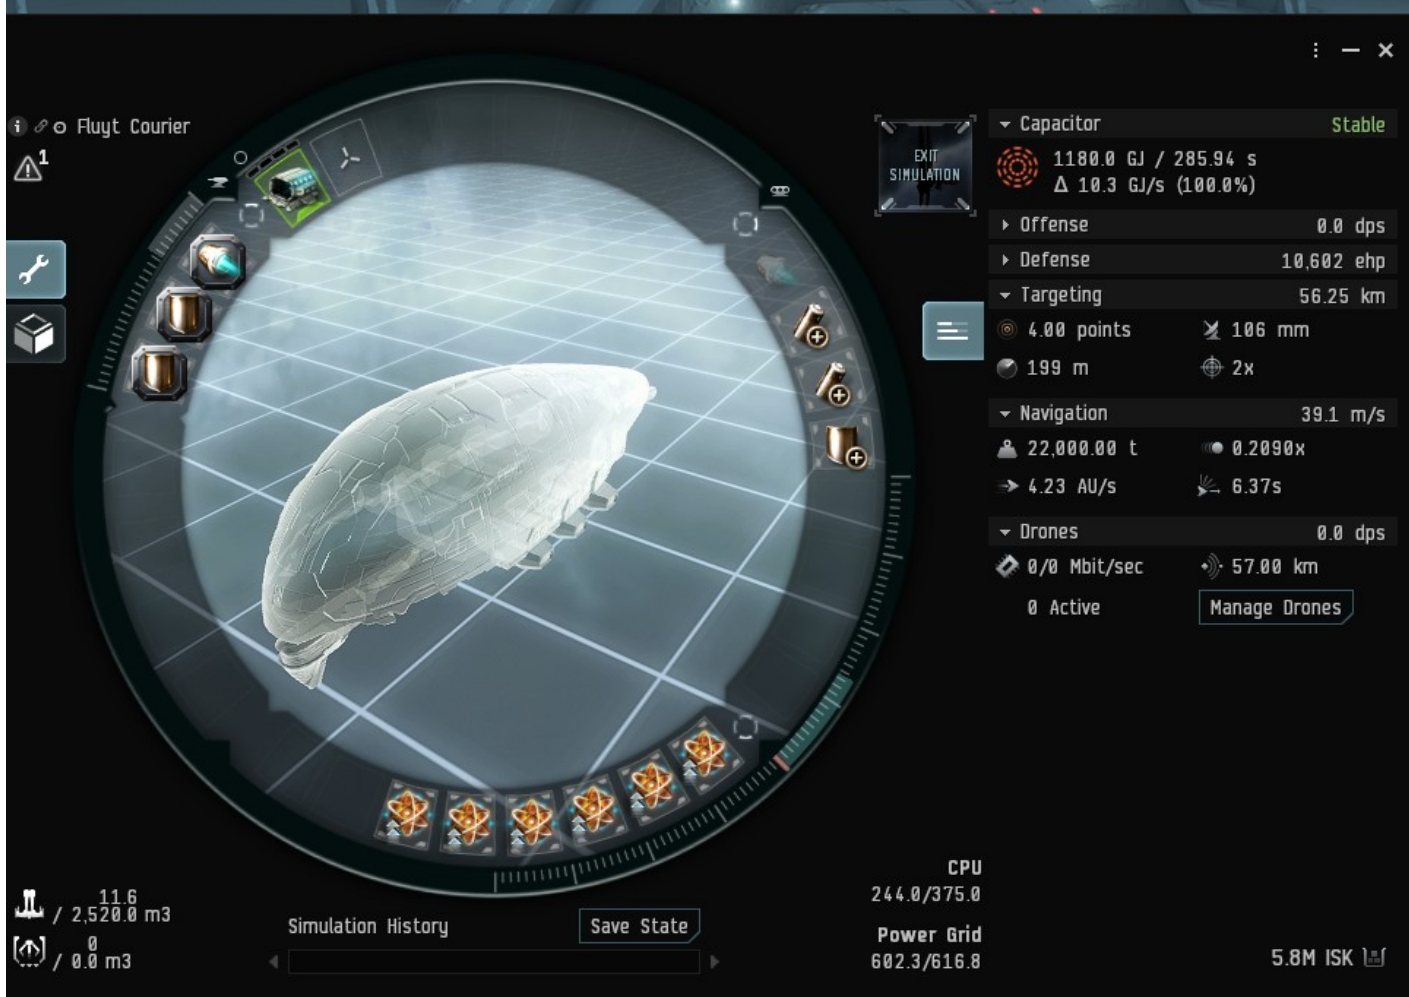 Fluyt Courier
1
EXIT
SIMULATION
Capacitor Stable
1180.0 GJ / 285.94 s
Δ 10.3 GJ/s (100.0%)
Offense 0.0 dps
Defense 10,602 ehp
Targeting 56.25 km
4.00 points 106 mm
199 m 2x
Navigation 39.1 m/s
22,000.00 t 0.2090x
4.23 AU/s 6.37s
Drones 0.0 dps
0/0 Mbit/sec 57.00 km
0 Active Manage Drones
11.6
/ 2,520.0 m3
0
/ 0.0 m3
Simulation History Save State
CPU
244.0/375.0
Power Grid
602.3/616.8
5.8M ISK